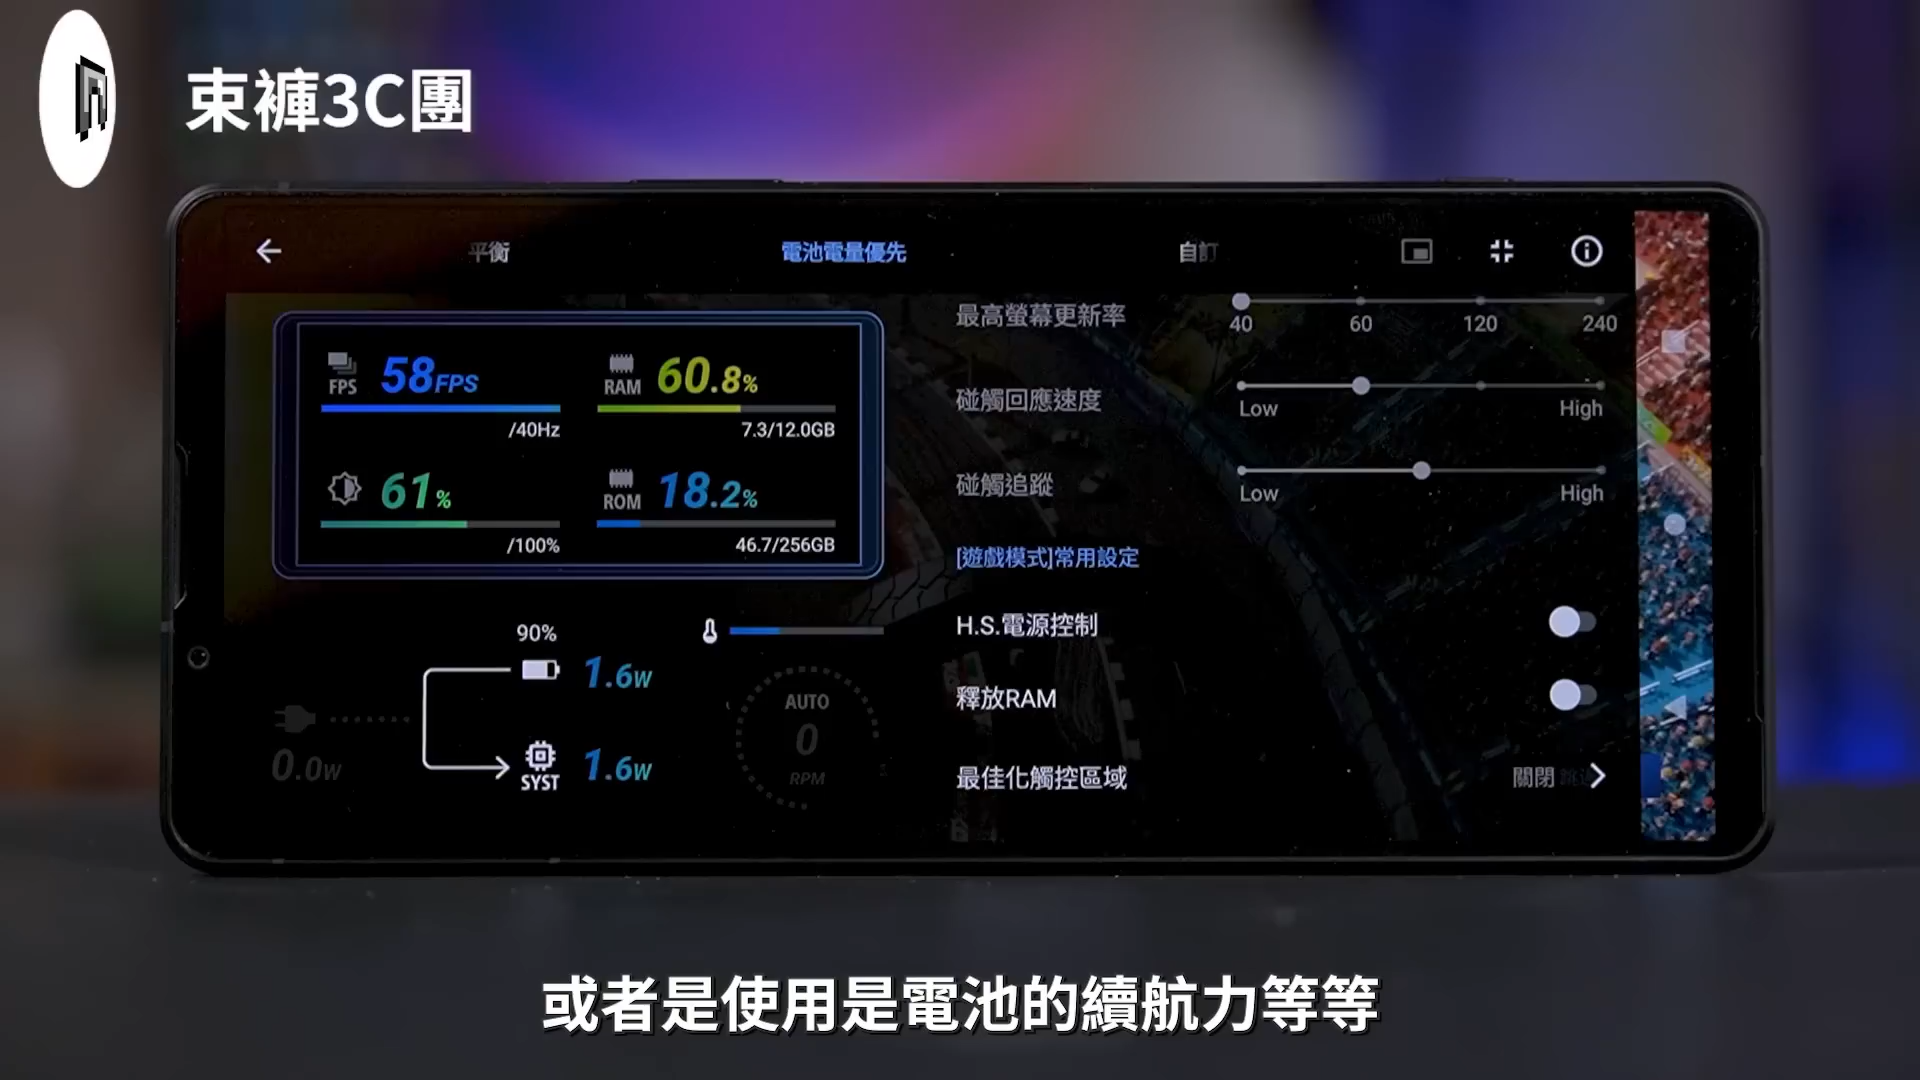 束褲3C團
平衡
電池電量優先
自訂
FPS 58FPS
/40Hz
RAM 60.8%
7.3/12.0GB
61%
/100%
ROM 18.2%
46.7/256GB
90%
1.6W
0.0W
SYST 1.6W
AUTO
0
RPM
最高螢幕更新率
40 60 120 240
碰觸回應速度
Low High
碰觸追蹤
Low High
[遊戲模式]常用設定
H.S.電源控制
釋放RAM
最佳化觸控區域
關閉
或者是使用是電池的續航力等等